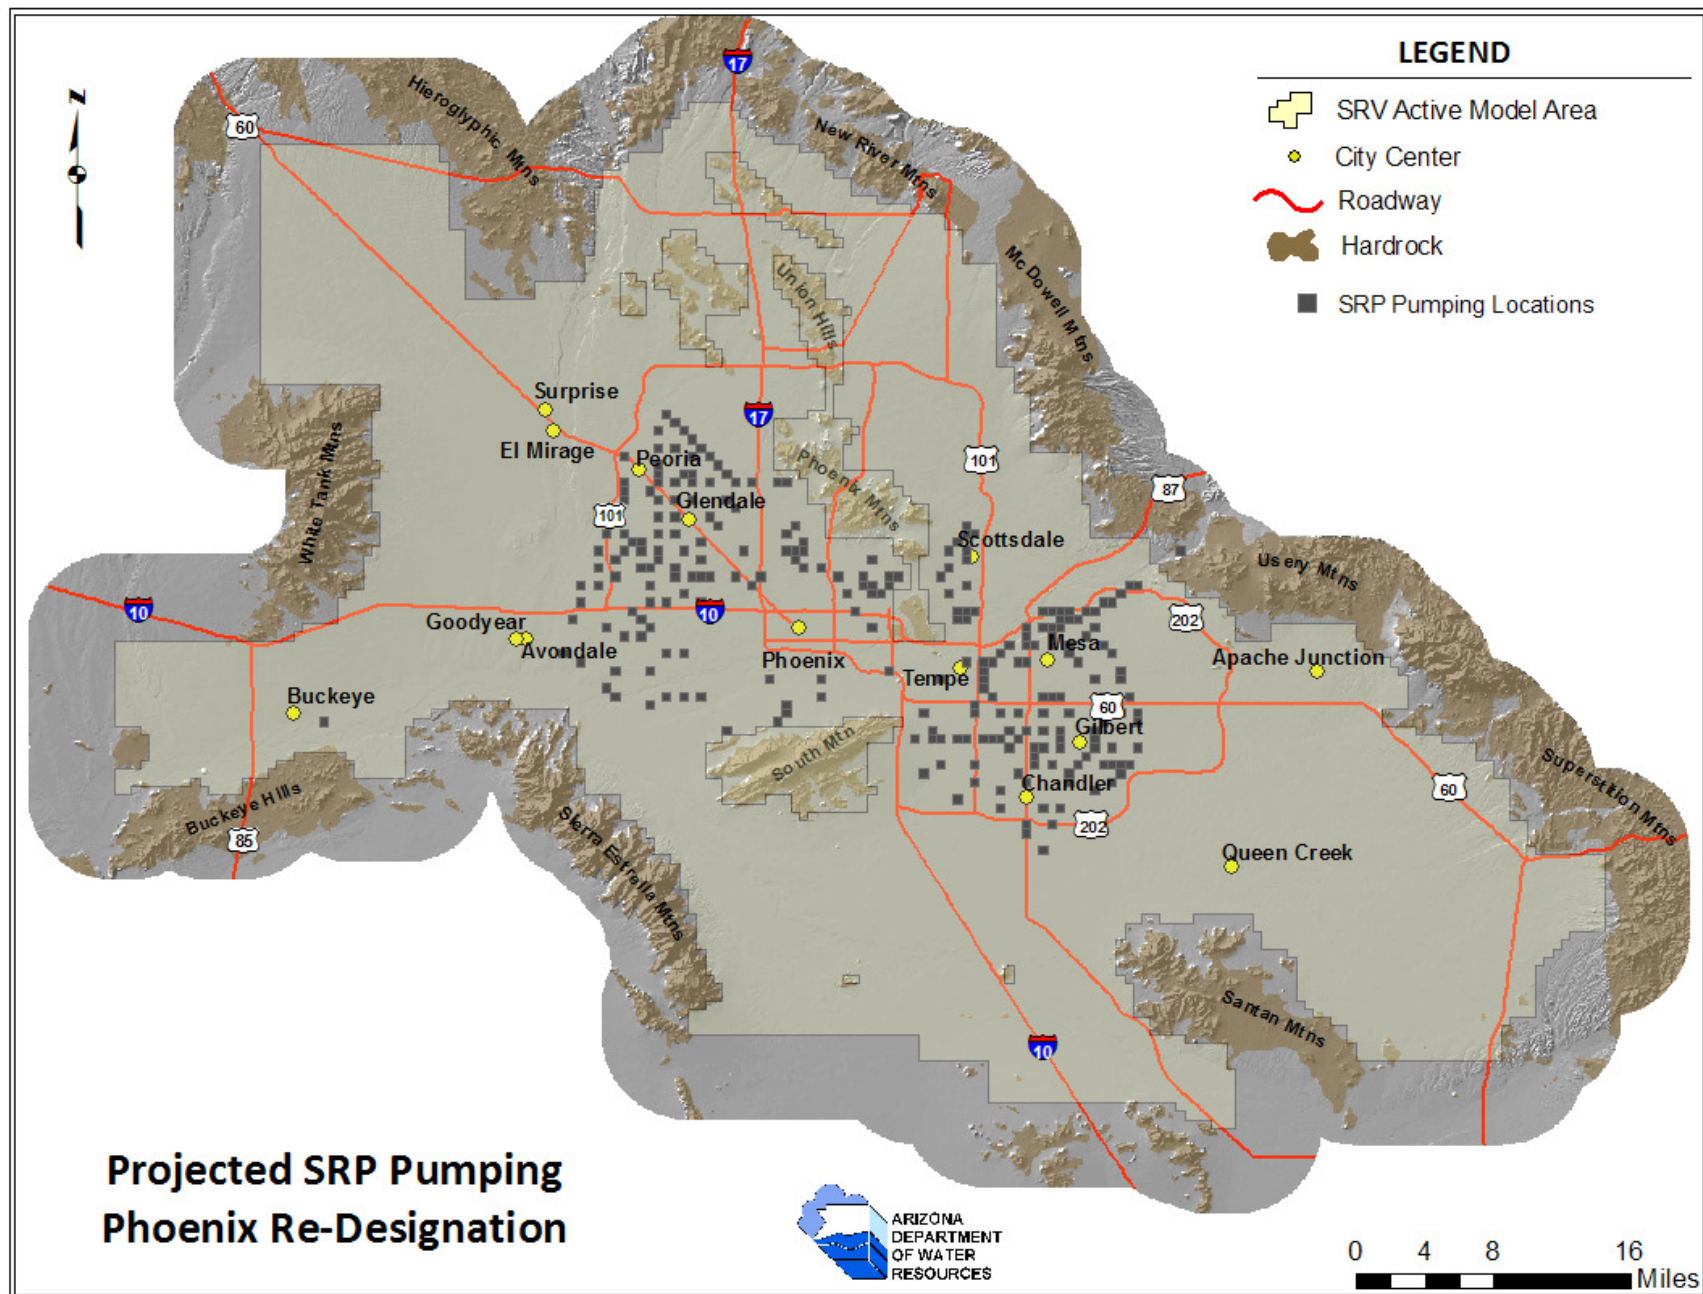 LEGEND
SRV Active Model Area
City Center
Roadway
Hardrock
SRP Pumping Locations
N
17
60
Hieroglyphic Mtns
New River Mtns
Mc Dowell Mtns
Union Hills
Surprise
El Mirage
17
Peoria
Glendale
Phoenix Mtns
101
101
87
White Tank Mtns
Scottsdale
Usery Mtns
10
10
202
Goodyear
Avondale
Phoenix
Tempe
Mesa
Apache Junction
Buckeye
60
Gilbert
South Mtn
Chandler
Superstition Mtns
60
Buckeye Hills
85
202
Sierra Estrella Mtns
Queen Creek
Santan Mtns
10
Projected SRP Pumping
Phoenix Re-Designation
ARIZONA
DEPARTMENT
OF WATER
RESOURCES
0 4 8 16
Miles